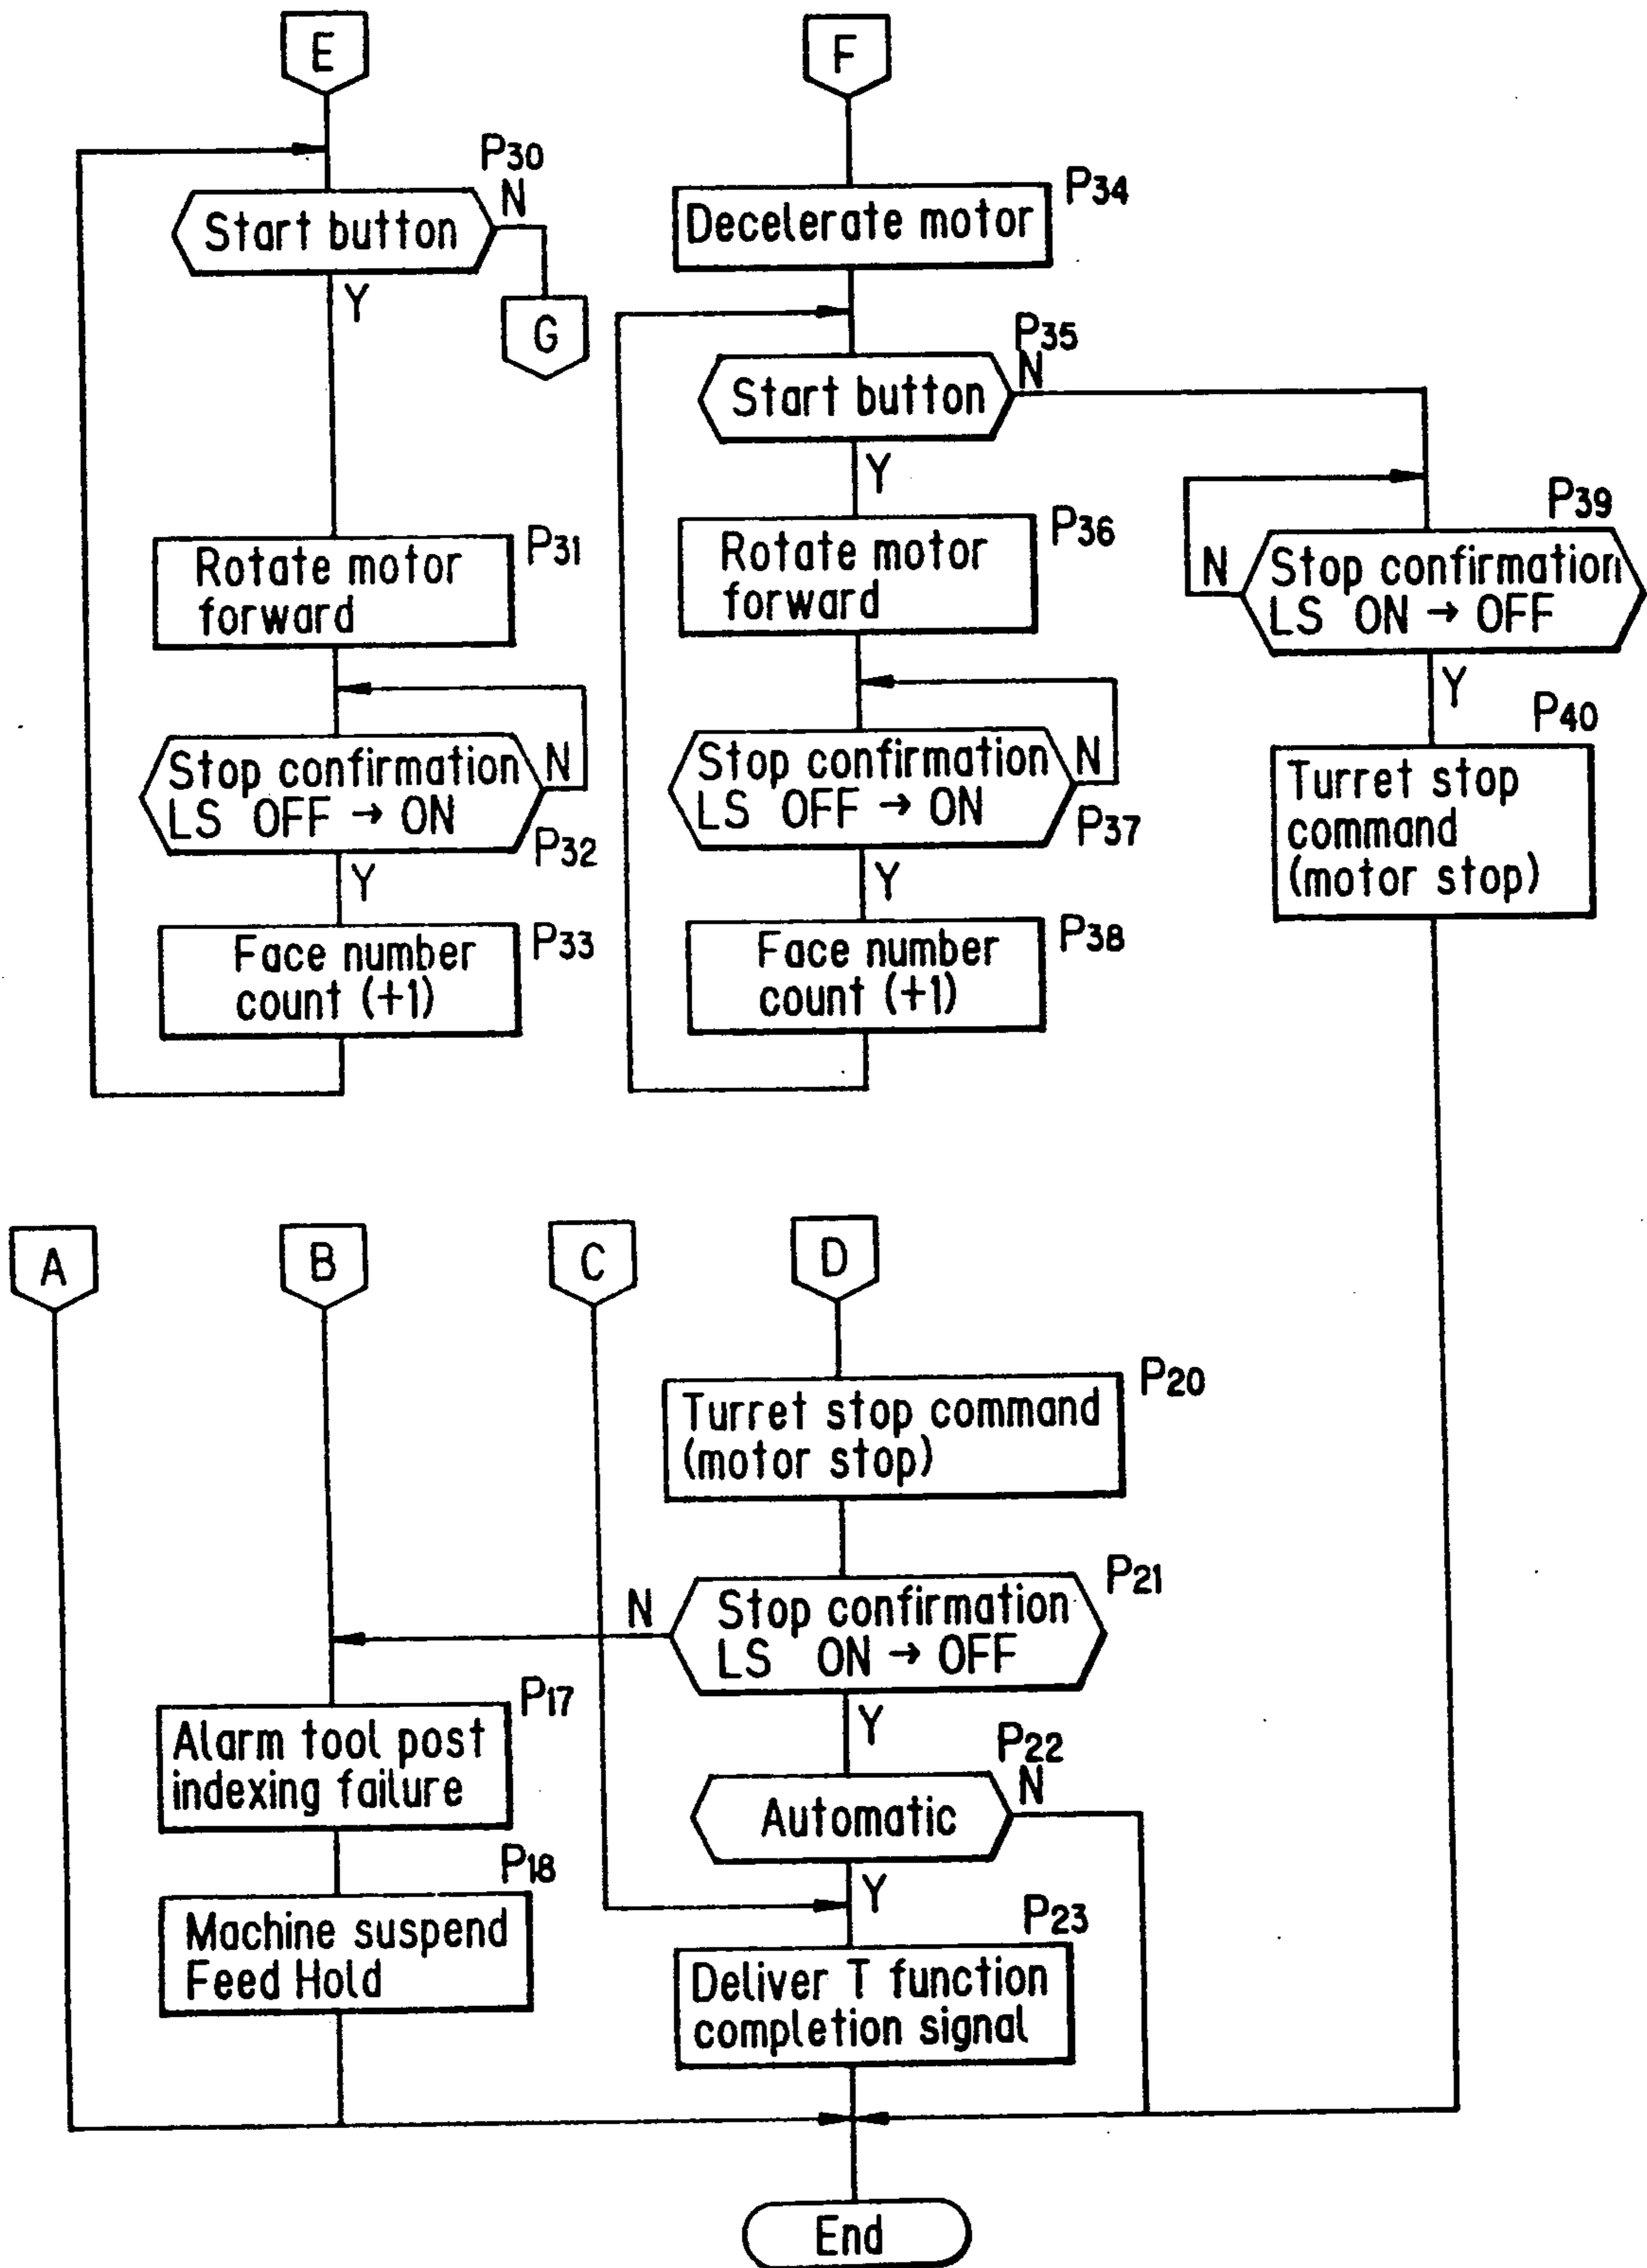 E
P30
Start button
N
Y
G
Rotate motor
forward
P31
Stop confirmation
LS OFF → ON
N
P32
Y
Face number
count (+1)
P33
F
Decelerate motor
P34
P35
Start button
N
Y
Rotate motor
forward
P36
Stop confirmation
LS OFF → ON
N
P37
Y
Face number
count (+1)
P38
P39
N
Stop confirmation
LS ON → OFF
Y
P40
Turret stop
command
(motor stop)
A
B
C
D
P20
Turret stop command
(motor stop)
P21
N
Stop confirmation
LS ON → OFF
Y
P17
Alarm tool post
indexing failure
P22
Automatic
N
Y
P18
Machine suspend
Feed Hold
P23
Deliver T function
completion signal
End